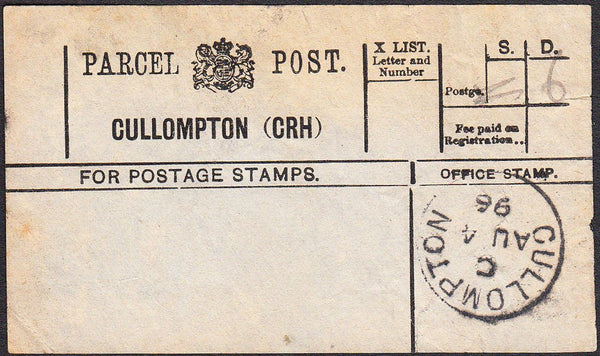 PARCEL POST.
CULLOMPTON (CRH)
X LIST.
Letter and
Number
S. D.
Postge. 6
Fee paid on
Registration..
FOR POSTAGE STAMPS.
OFFICE STAMP.
CULLOMPTON
C
AU 4
96